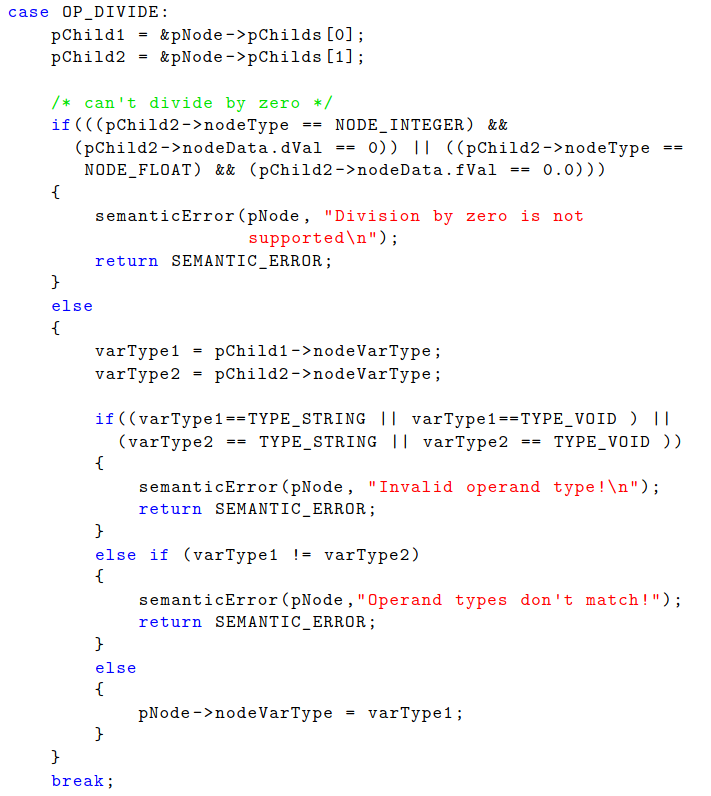 case OP_DIVIDE:
    pChild1 = &pNode->pChilds[0];
    pChild2 = &pNode->pChilds[1];

    /* can't divide by zero */
    if(((pChild2->nodeType == NODE_INTEGER) &&
      (pChild2->nodeData.dVal == 0)) || ((pChild2->nodeType ==
       NODE_FLOAT) && (pChild2->nodeData.fVal == 0.0)))
    {
        semanticError(pNode, "Division by zero is not
                      supported\n");
        return SEMANTIC_ERROR;
    }
    else
    {
        varType1 = pChild1->nodeVarType;
        varType2 = pChild2->nodeVarType;

        if((varType1==TYPE_STRING || varType1==TYPE_VOID ) ||
          (varType2 == TYPE_STRING || varType2 == TYPE_VOID ))
        {
            semanticError(pNode, "Invalid operand type!\n");
            return SEMANTIC_ERROR;
        }
        else if (varType1 != varType2)
        {
            semanticError(pNode,"Operand types don't match!");
            return SEMANTIC_ERROR;
        }
        else
        {
            pNode->nodeVarType = varType1;
        }
    }
    break;